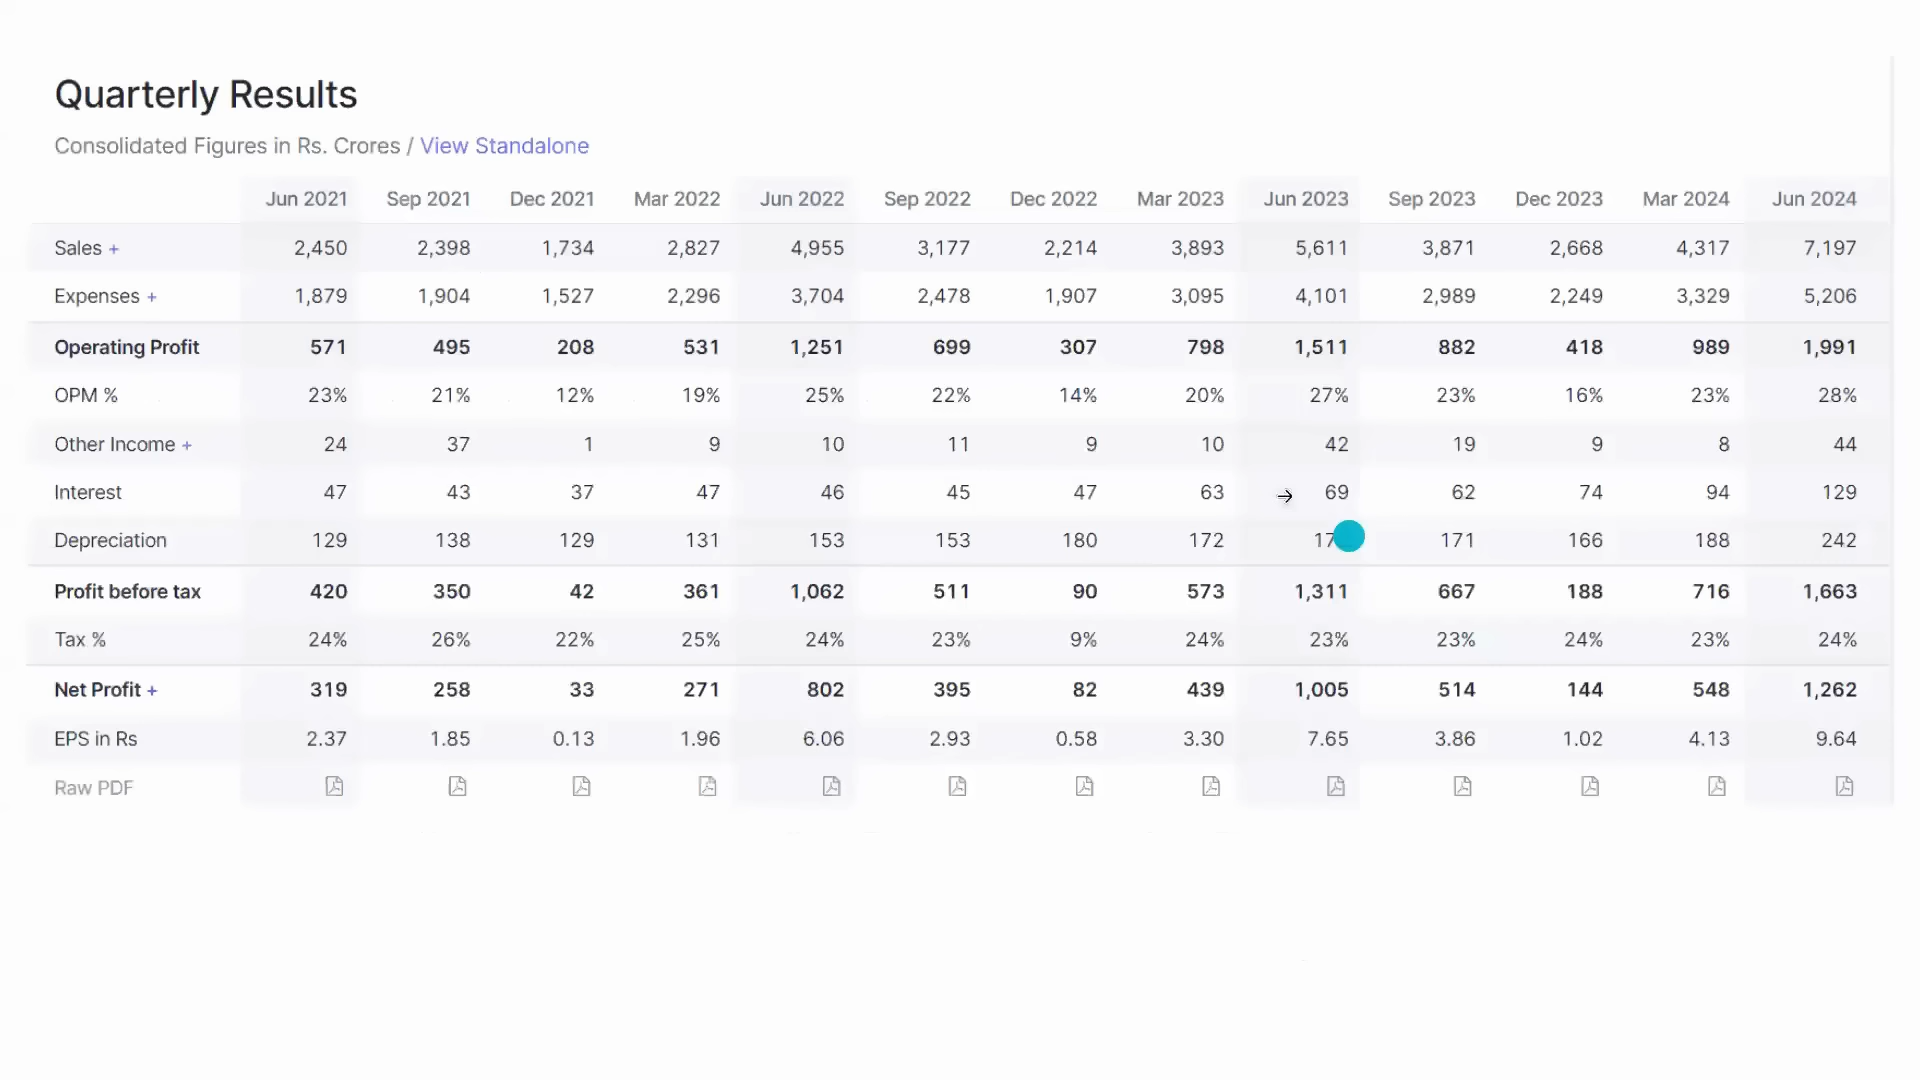 Quarterly Results
Consolidated Figures in Rs. Crores / View Standalone
Jun 2021 Sep 2021 Dec 2021 Mar 2022 Jun 2022 Sep 2022 Dec 2022 Mar 2023 Jun 2023 Sep 2023 Dec 2023 Mar 2024 Jun 2024
Sales + 2,450 2,398 1,734 2,827 4,955 3,177 2,214 3,893 5,611 3,871 2,668 4,317 7,197
Expenses + 1,879 1,904 1,527 2,296 3,704 2,478 1,907 3,095 4,101 2,989 2,249 3,329 5,206
Operating Profit 571 495 208 531 1,251 699 307 798 1,511 882 418 989 1,991
OPM % 23% 21% 12% 19% 25% 22% 14% 20% 27% 23% 16% 23% 28%
Other Income + 24 37 1 9 10 11 9 10 42 19 9 8 44
Interest 47 43 37 47 46 45 47 63 69 62 74 94 129
Depreciation 129 138 129 131 153 153 180 172 171 166 188 242
Profit before tax 420 350 42 361 1,062 511 90 573 1,311 667 188 716 1,663
Tax % 24% 26% 22% 25% 24% 23% 9% 24% 23% 23% 24% 23% 24%
Net Profit + 319 258 33 271 802 395 82 439 1,005 514 144 548 1,262
EPS in Rs 2.37 1.85 0.13 1.96 6.06 2.93 0.58 3.30 7.65 3.86 1.02 4.13 9.64
Raw PDF